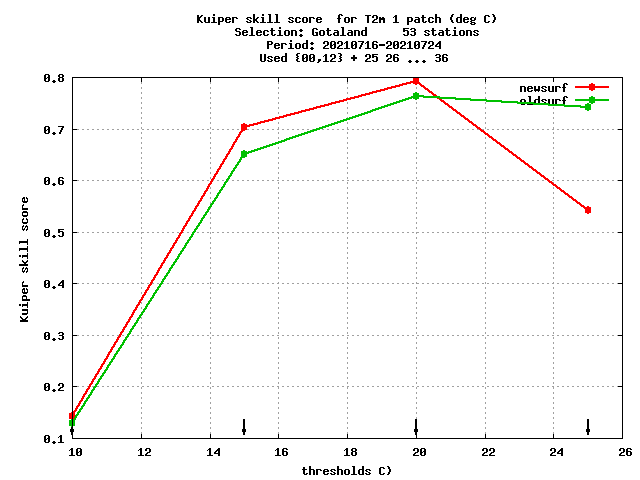 Kuiper skill score  for T2m 1 patch (deg C)
Selection: Gotaland     53 stations
Period: 20210716-20210724
Used {00,12} + 25 26 ... 36
0.8
0.7
0.6
0.5
0.4
0.3
0.2
0.1
Kuiper skill score
newsurf
oldsurf
10 12 14 16 18 20 22 24 26
thresholds C)